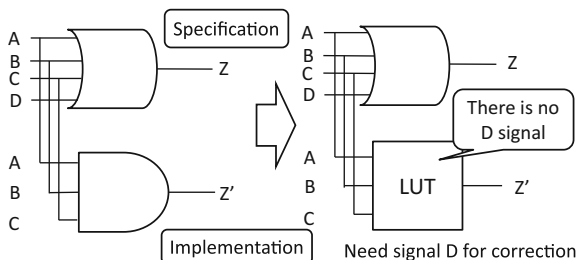 Specification
A
B
C
D
Z
A
B
C
Z'
Implementation
A
B
C
D
Z
There is no
D signal
A
B
C
LUT
Z'
Need signal D for correction